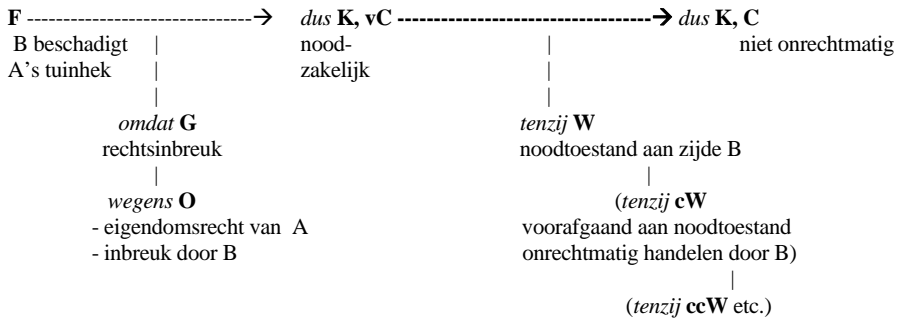 F -----------------------------→ dus K, vC ---------------------------------→ dus K, C
B beschadigt | nood- | niet onrechtmatig
A's tuinhek | zakelijk |
| |
omdat G tenzij W
rechtsinbreuk noodtoestand aan zijde B
| |
wegens O (tenzij cW
- eigendomsrecht van A voorafgaand aan noodtoestand
- inbreuk door B onrechtmatig handelen door B)
|
(tenzij ccW etc.)